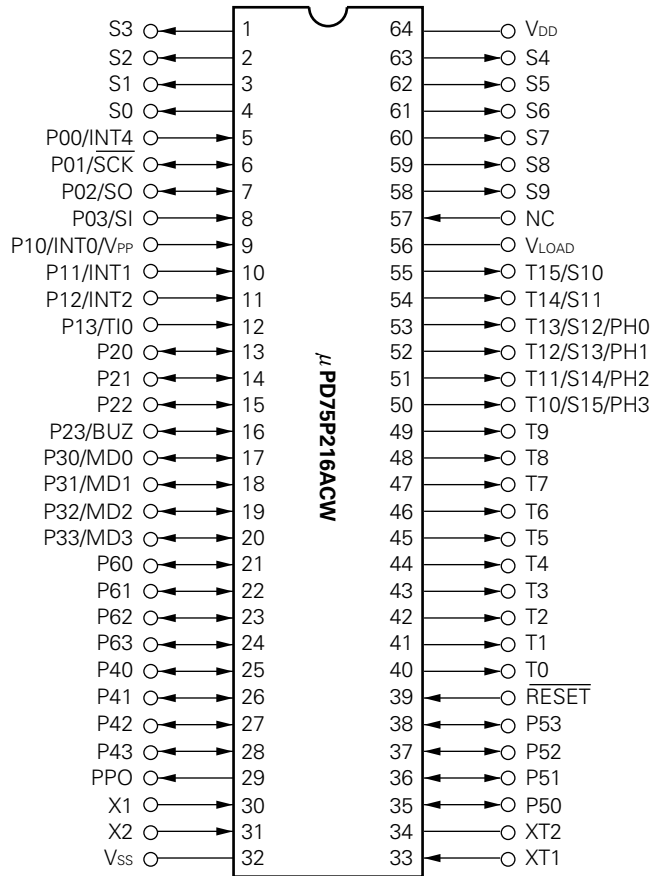 S3 1 64 VDD
S2 2 63 S4
S1 3 62 S5
S0 4 61 S6
P00/INT4 5 60 S7
P01/S̅C̅K̅ 6 59 S8
P02/SO 7 58 S9
P03/SI 8 57 NC
P10/INT0/VPP 9 56 VLOAD
P11/INT1 10 55 T15/S10
P12/INT2 11 54 T14/S11
P13/TI0 12 53 T13/S12/PH0
P20 13 52 T12/S13/PH1
P21 14 51 T11/S14/PH2
P22 15 50 T10/S15/PH3
P23/BUZ 16 49 T9
P30/MD0 17 48 T8
P31/MD1 18 47 T7
P32/MD2 19 46 T6
P33/MD3 20 45 T5
P60 21 44 T4
P61 22 43 T3
P62 23 42 T2
P63 24 41 T1
P40 25 40 T0
P41 26 39 R̅E̅S̅E̅T̅
P42 27 38 P53
P43 28 37 P52
PPO 29 36 P51
X1 30 35 P50
X2 31 34 XT2
VSS 32 33 XT1
μPD75P216ACW